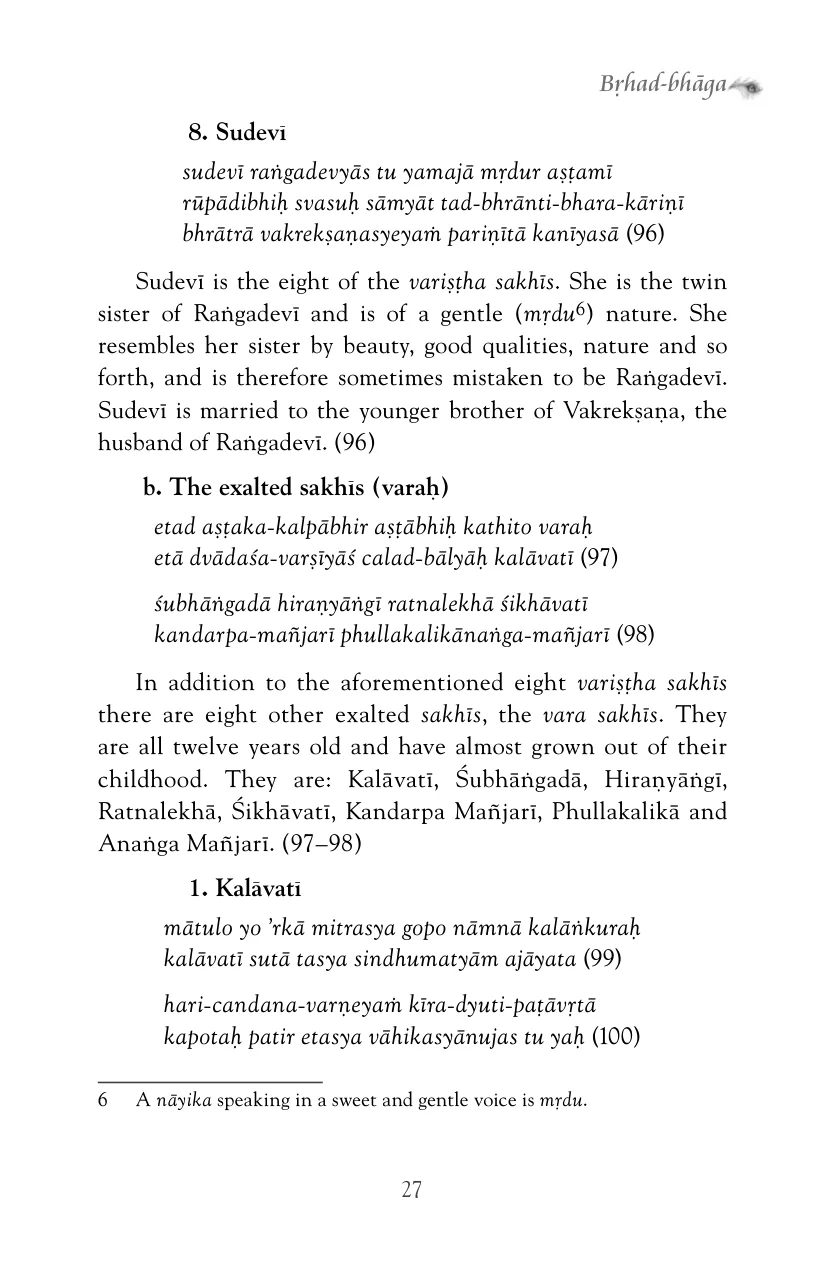 Bṛhad-bhāga
8. Sudevī
sudevī raṅgadevyās tu yamajā mṛdur aṣṭamī
rūpādibhiḥ svasuḥ sāmyāt tad-bhrānti-bhara-kāriṇī
bhrātrā vakrekṣaṇasyeyaṁ pariṇītā kanīyasā (96)
Sudevī is the eight of the variṣṭha sakhīs. She is the twin
sister of Raṅgadevī and is of a gentle (mṛdu6) nature. She
resembles her sister by beauty, good qualities, nature and so
forth, and is therefore sometimes mistaken to be Raṅgadevī.
Sudevī is married to the younger brother of Vakrekṣaṇa, the
husband of Raṅgadevī. (96)
b. The exalted sakhīs (varaḥ)
etad aṣṭaka-kalpābhir aṣṭābhiḥ kathito varaḥ
etā dvādaśa-varṣīyāś calad-bālyāḥ kalāvatī (97)
śubhāṅgadā hiraṇyāṅgī ratnalekhā śikhāvatī
kandarpa-mañjarī phullakalikānaṅga-mañjarī (98)
In addition to the aforementioned eight variṣṭha sakhīs
there are eight other exalted sakhīs, the vara sakhīs. They
are all twelve years old and have almost grown out of their
childhood. They are: Kalāvatī, Śubhāṅgadā, Hiraṇyāṅgī,
Ratnalekhā, Śikhāvatī, Kandarpa Mañjarī, Phullakalikā and
Anaṅga Mañjarī. (97–98)
1. Kalāvatī
mātulo yo ’rkā mitrasya gopo nāmnā kalāṅkuraḥ
kalāvatī sutā tasya sindhumatyām ajāyata (99)
hari-candana-varṇeyaṁ kīra-dyuti-paṭāvṛtā
kapotaḥ patir etasya vāhikasyānujas tu yaḥ (100)
6 A nāyika speaking in a sweet and gentle voice is mṛdu.
27